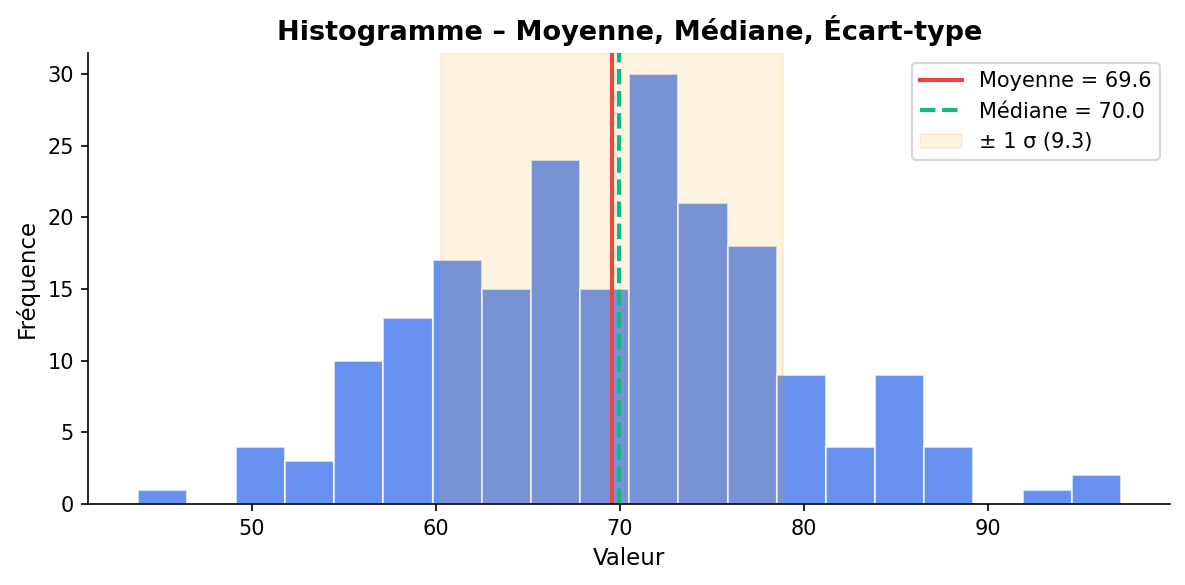 Histogramme – Moyenne, Médiane, Écart-type
Moyenne = 69.6
Médiane = 70.0
± 1 σ (9.3)
Fréquence
30
25
20
15
10
5
0
50 60 70 80 90
Valeur